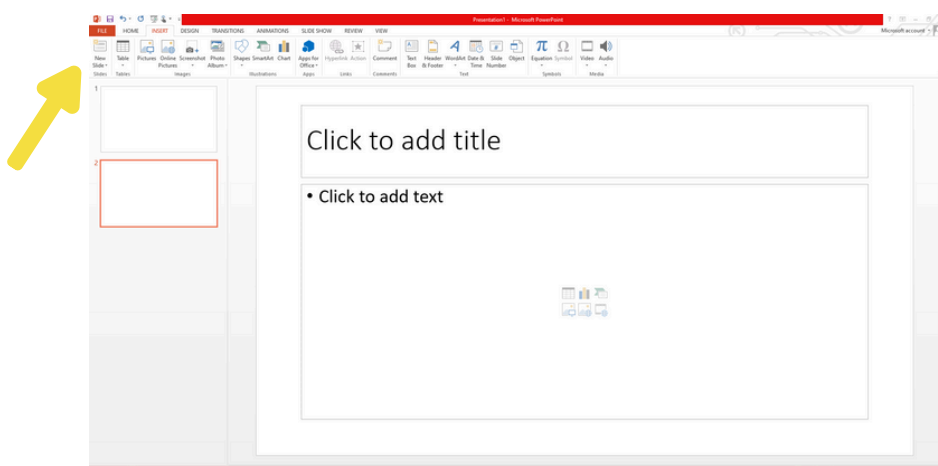 Presentation1 - Microsoft PowerPoint
FILE HOME INSERT DESIGN TRANSITIONS ANIMATIONS SLIDE SHOW REVIEW VIEW Microsoft account
New Table Pictures Online Screenshot Photo Shapes SmartArt Chart Apps for Hyperlink Action Comment Text Header WordArt Date & Slide Object Equation Symbol Video Audio
Slide Pictures Album Office Box & Footer Time Number
Slides Tables Images Illustrations Apps Links Comments Text Symbols Media
1
Click to add title
2
• Click to add text